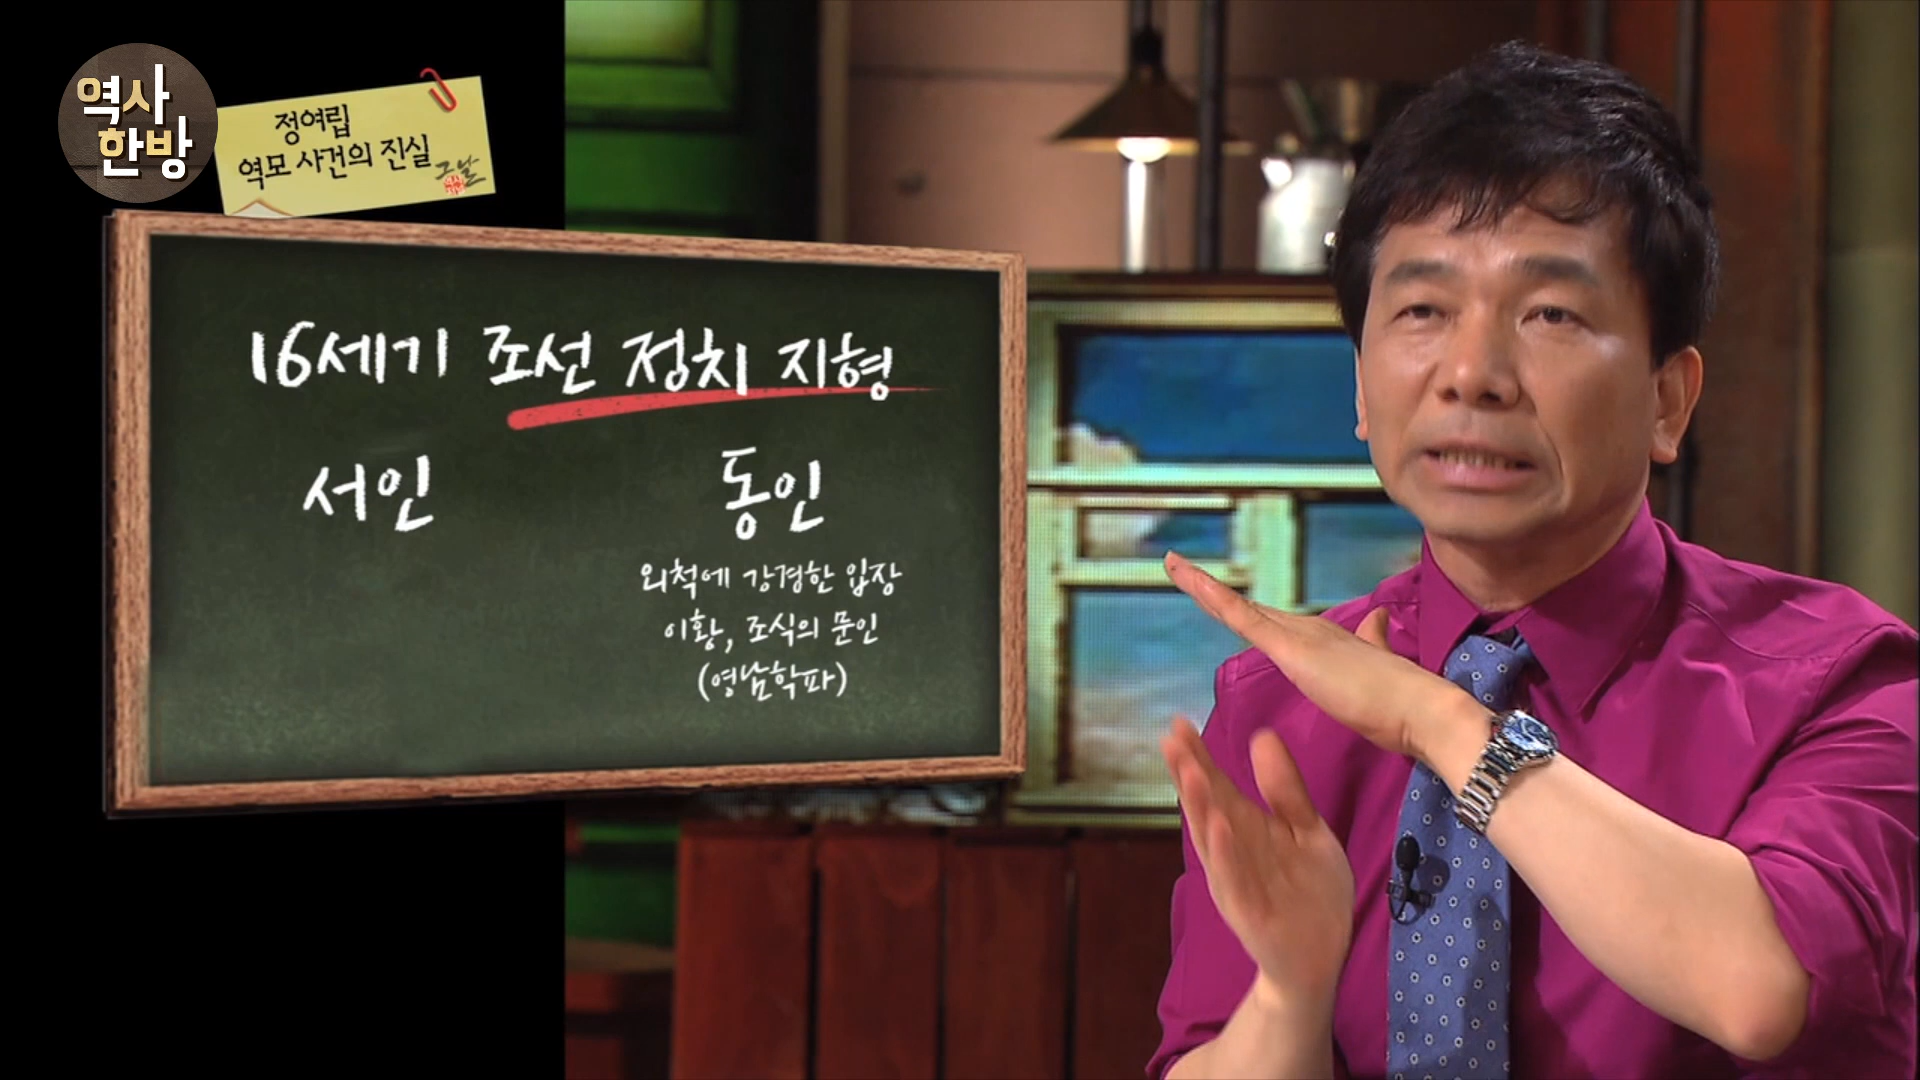 역사
한방
정여립
역모 사건의 진실
그날
16세기 조선 정치 지형
서인
동인
외척에 강경한 입장
이황, 조식의 문인
(영남학파)